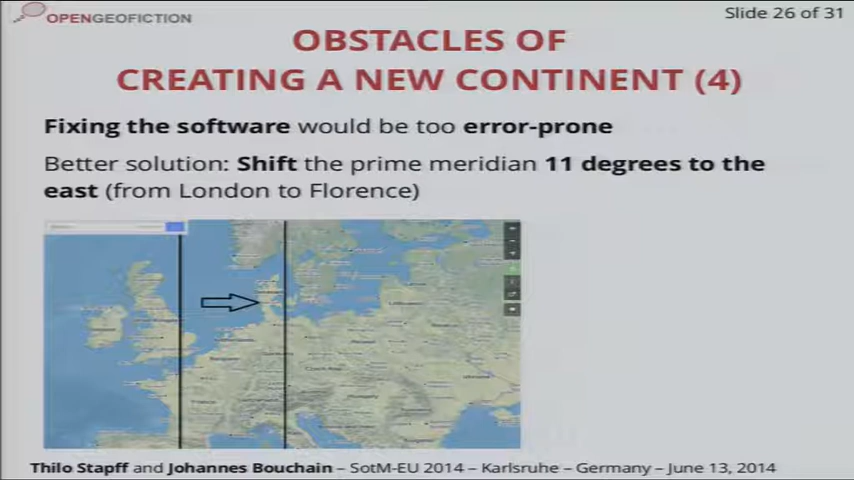 OPENGEOFICTION
Slide 26 of 31
OBSTACLES OF
CREATING A NEW CONTINENT (4)
Fixing the software would be too error-prone
Better solution: Shift the prime meridian 11 degrees to the
east (from London to Florence)
Thilo Stapff and Johannes Bouchain – SotM-EU 2014 – Karlsruhe – Germany – June 13, 2014